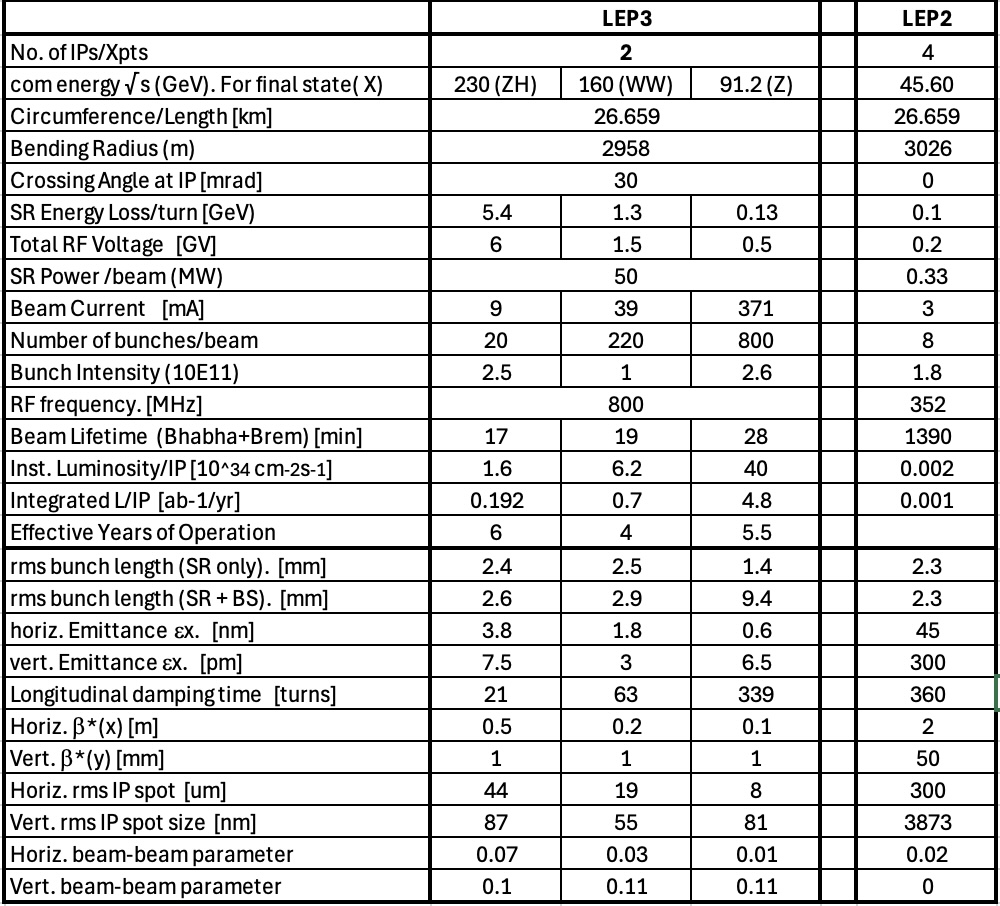 LEP3 LEP2
No. of IPs/Xpts 2 4
com energy √s (GeV). For final state( X) 230 (ZH) 160 (WW) 91.2 (Z) 45.60
Circumference/Length [km] 26.659 26.659
Bending Radius (m) 2958 3026
Crossing Angle at IP [mrad] 30 0
SR Energy Loss/turn [GeV) 5.4 1.3 0.13 0.1
Total RF Voltage [GV] 6 1.5 0.5 0.2
SR Power /beam (MW) 50 0.33
Beam Current [mA] 9 39 371 3
Number of bunches/beam 20 220 800 8
Bunch Intensity (10E11) 2.5 1 2.6 1.8
RF frequency. [MHz] 800 352
Beam Lifetime (Bhabha+Brem) [min] 17 19 28 1390
Inst. Luminosity/IP [10^34 cm-2s-1] 1.6 6.2 40 0.002
Integrated L/IP [ab-1/yr) 0.192 0.7 4.8 0.001
Effective Years of Operation 6 4 5.5
rms bunch length (SR only). [mm] 2.4 2.5 1.4 2.3
rms bunch length (SR + BS). [mm] 2.6 2.9 9.4 2.3
horiz. Emittance εx. [nm] 3.8 1.8 0.6 45
vert. Emittance εx. [pm] 7.5 3 6.5 300
Longitudinal damping time [turns] 21 63 339 360
Horiz. β*(x) [m] 0.5 0.2 0.1 2
Vert. β*(y) [mm] 1 1 1 50
Horiz. rms IP spot [um] 44 19 8 300
Vert. rms IP spot size [nm] 87 55 81 3873
Horiz. beam-beam parameter 0.07 0.03 0.01 0.02
Vert. beam-beam parameter 0.1 0.11 0.11 0